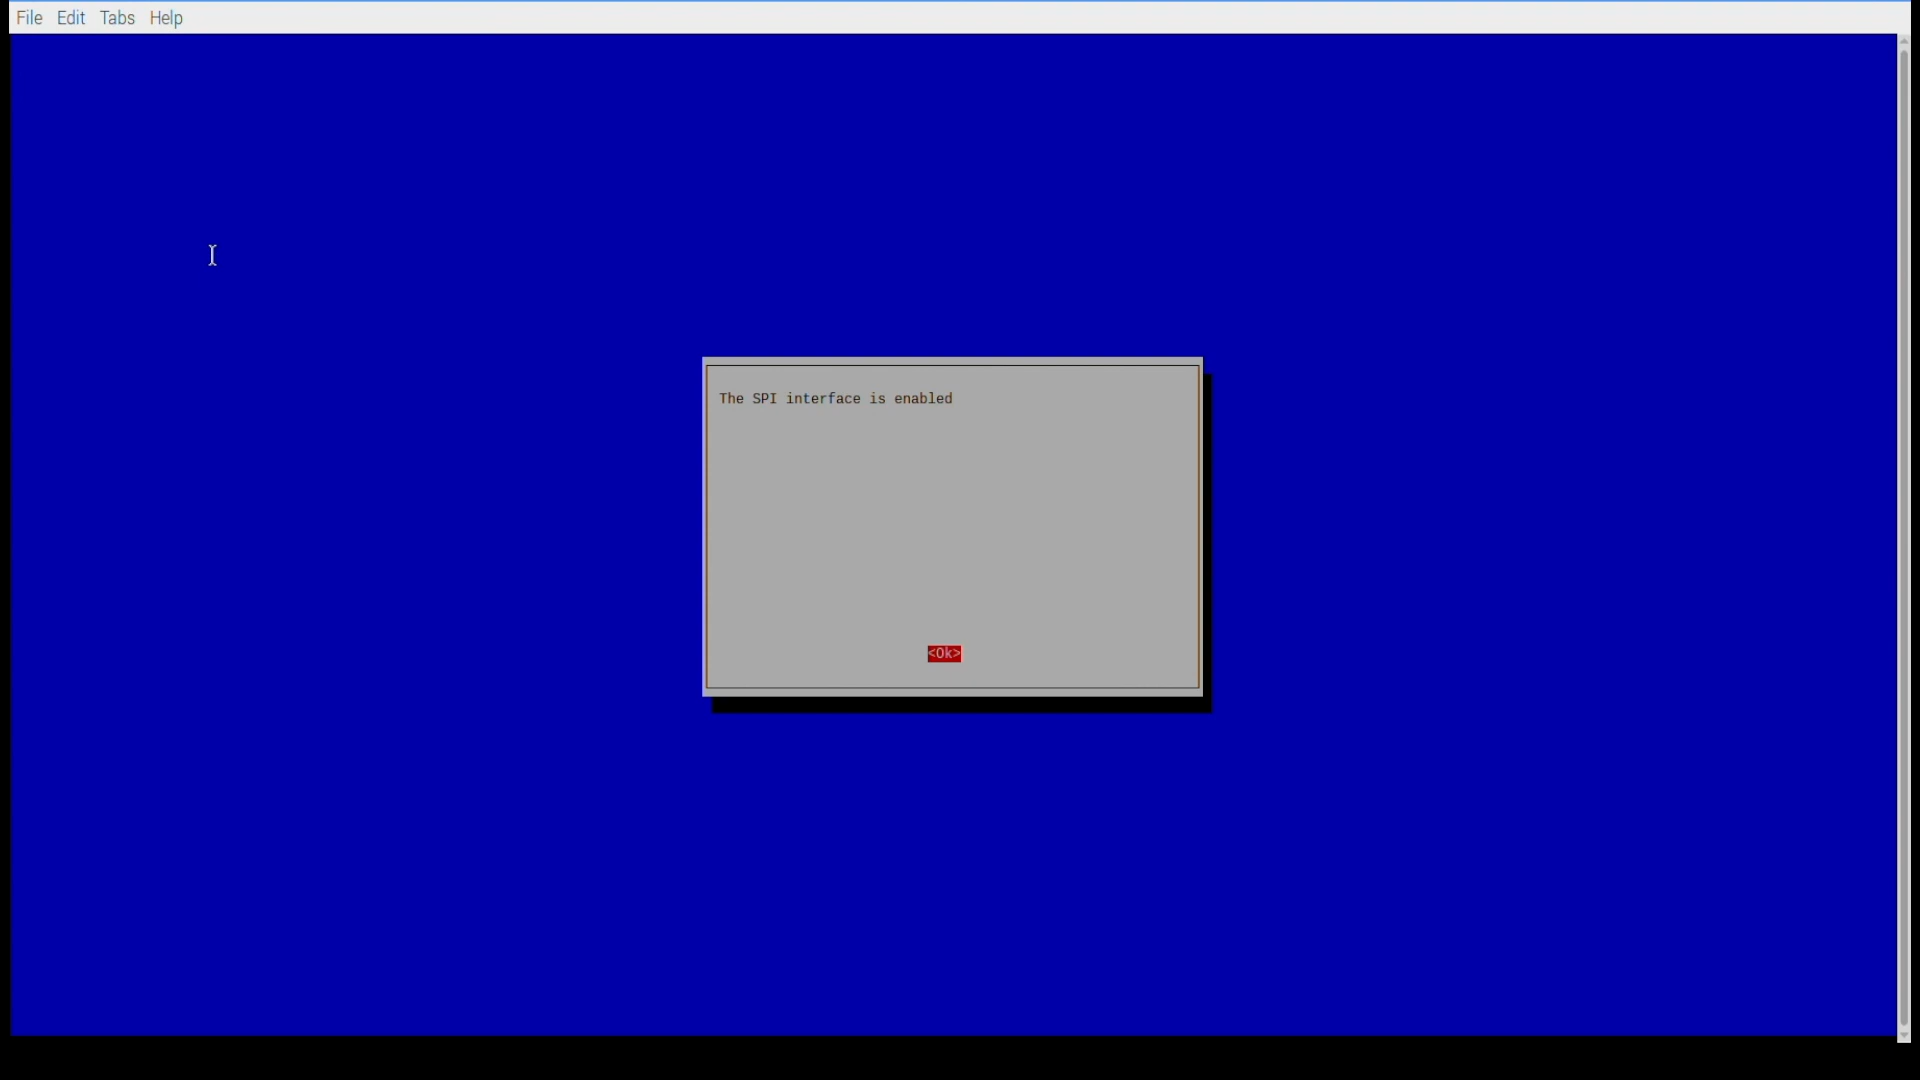 File Edit Tabs Help
The SPI interface is enabled
<Ok>